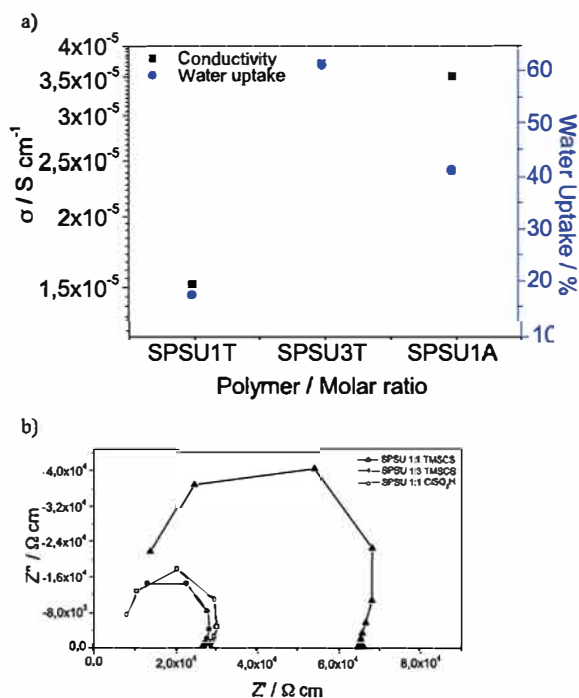 a)
4x10⁻⁵
3,5x10⁻⁵
3x10⁻⁵
2,5x10⁻⁵
2x10⁻⁵
1,5x10⁻⁵
σ / S cm⁻¹
Conductivity
Water uptake
60
50
40
30
20
10
Water Uptake / %
SPSU1T SPSU3T SPSU1A
Polymer / Molar ratio
b)
-4,0x10⁴
-3,2x10⁴
-2,4x10⁴
-1,6x10⁴
-8,0x10³
0,0
Z'' / Ω cm
SPSU 1:1 TMSCS
SPSU 1:3 TMSCS
SPSU 1:1 ClSO₃H
0,0 2,0x10⁴ 4,0x10⁴ 6,0x10⁴ 8,0x10⁴
Z' / Ω cm